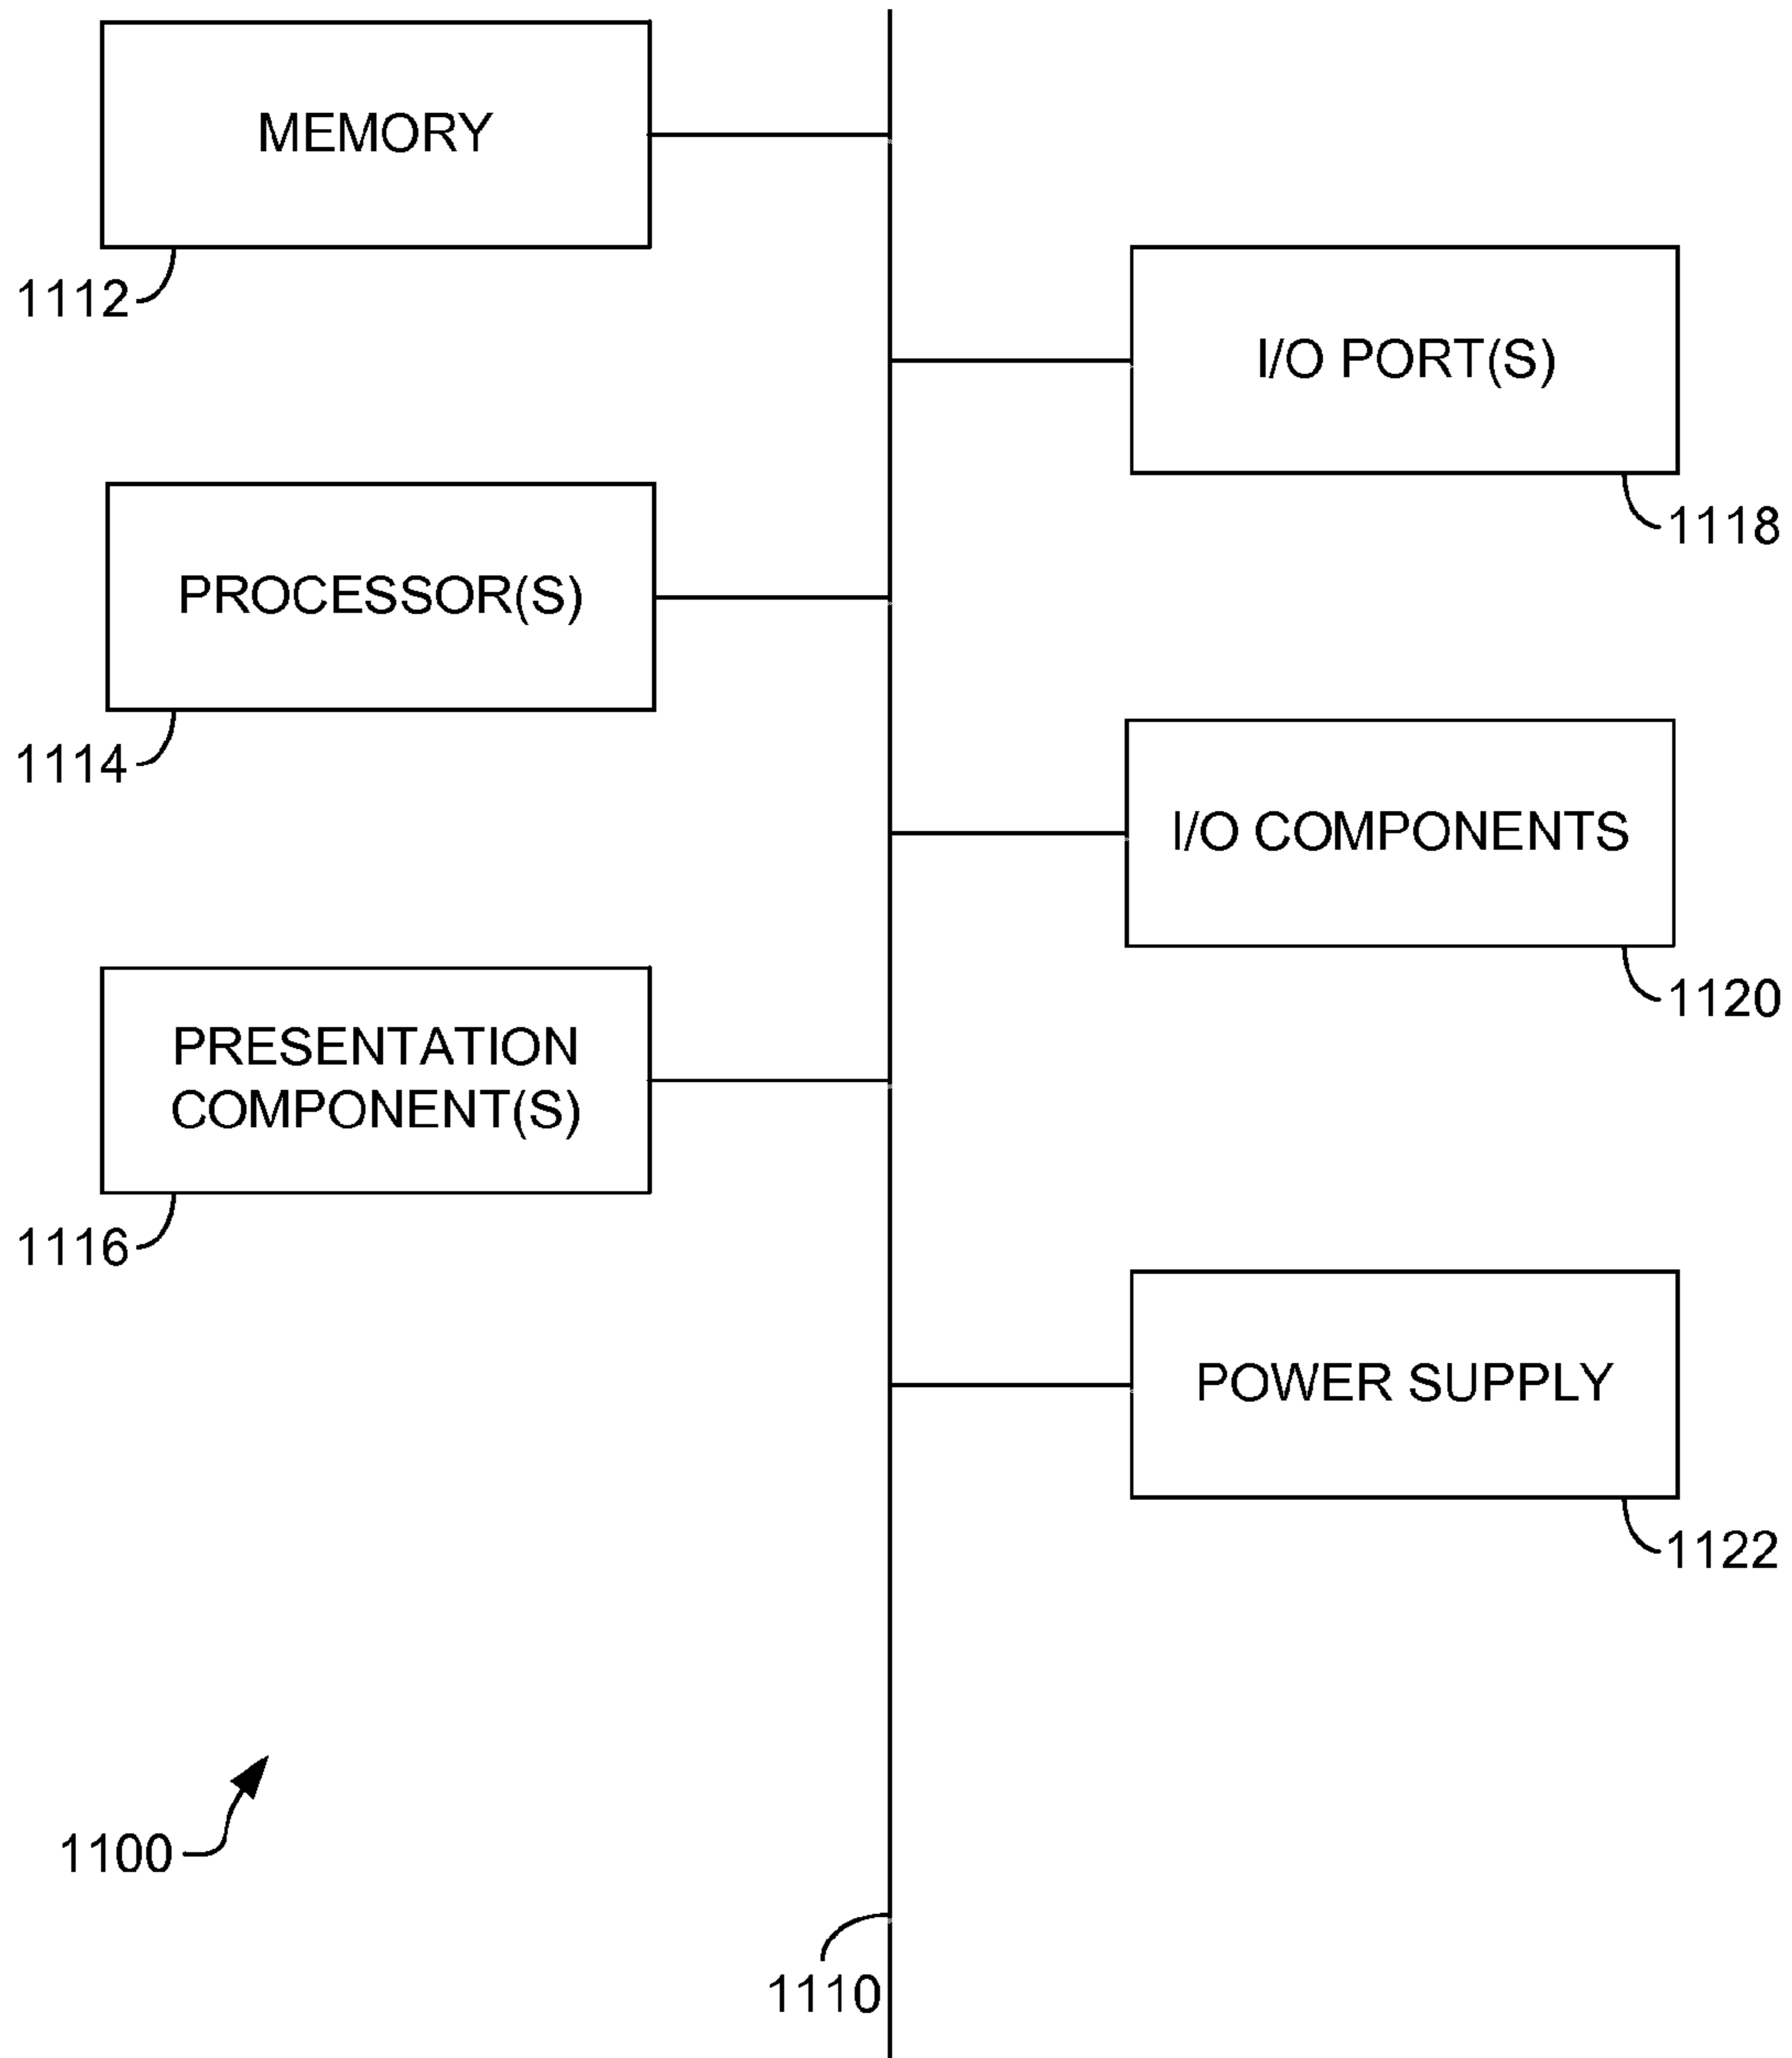 MEMORY
1112
I/O PORT(S)
1118
PROCESSOR(S)
1114
I/O COMPONENTS
1120
PRESENTATION
COMPONENT(S)
1116
POWER SUPPLY
1122
1100
1110